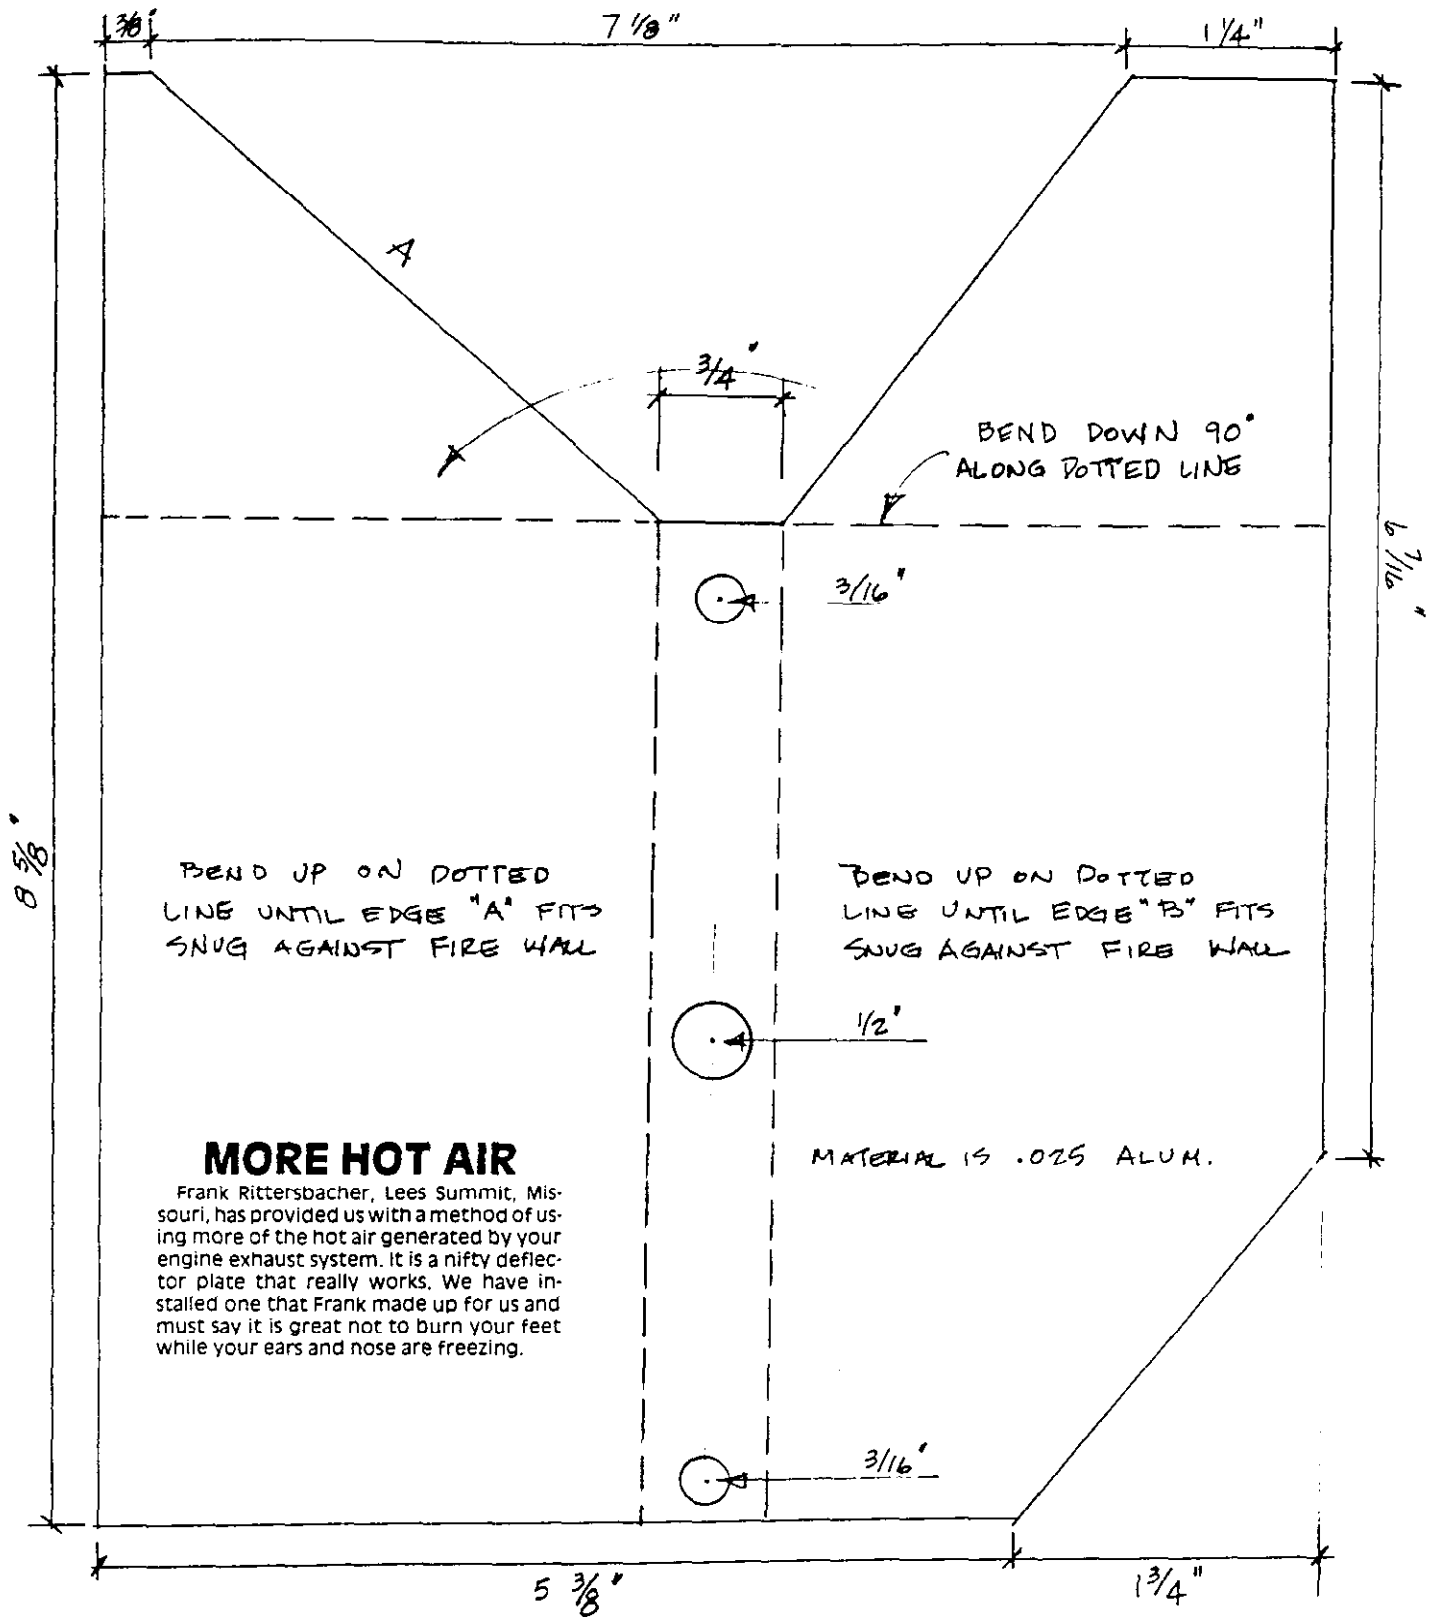 3/8"
7 1/8"
1 1/4"
A
3/4"
BEND DOWN 90°
ALONG DOTTED LINE
3/16"
6 7/16"
8 5/8"
BEND UP ON DOTTED
LINE UNTIL EDGE "A" FITS
SNUG AGAINST FIRE WALL
BEND UP ON DOTTED
LINE UNTIL EDGE "B" FITS
SNUG AGAINST FIRE WALL
1/2"
MORE HOT AIR
Frank Rittersbacher, Lees Summit, Mis-
souri, has provided us with a method of us-
ing more of the hot air generated by your
engine exhaust system. It is a nifty deflec-
tor plate that really works. We have in-
stalled one that Frank made up for us and
must say it is great not to burn your feet
while your ears and nose are freezing.
MATERIAL IS .025 ALUM.
3/16"
5 3/8"
1 3/4"